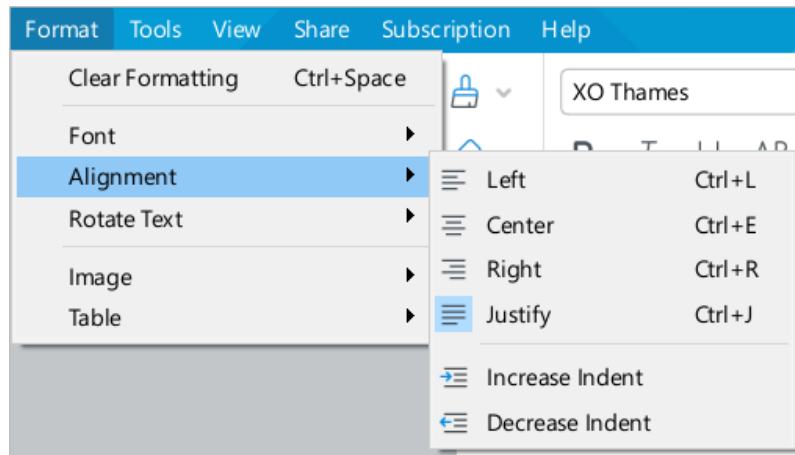 Format Tools View Share Subscription Help
Clear Formatting Ctrl+Space
XO Thames
Font
Alignment
Left Ctrl+L
Rotate Text
Center Ctrl+E
Image
Right Ctrl+R
Table
Justify Ctrl+J
Increase Indent
Decrease Indent